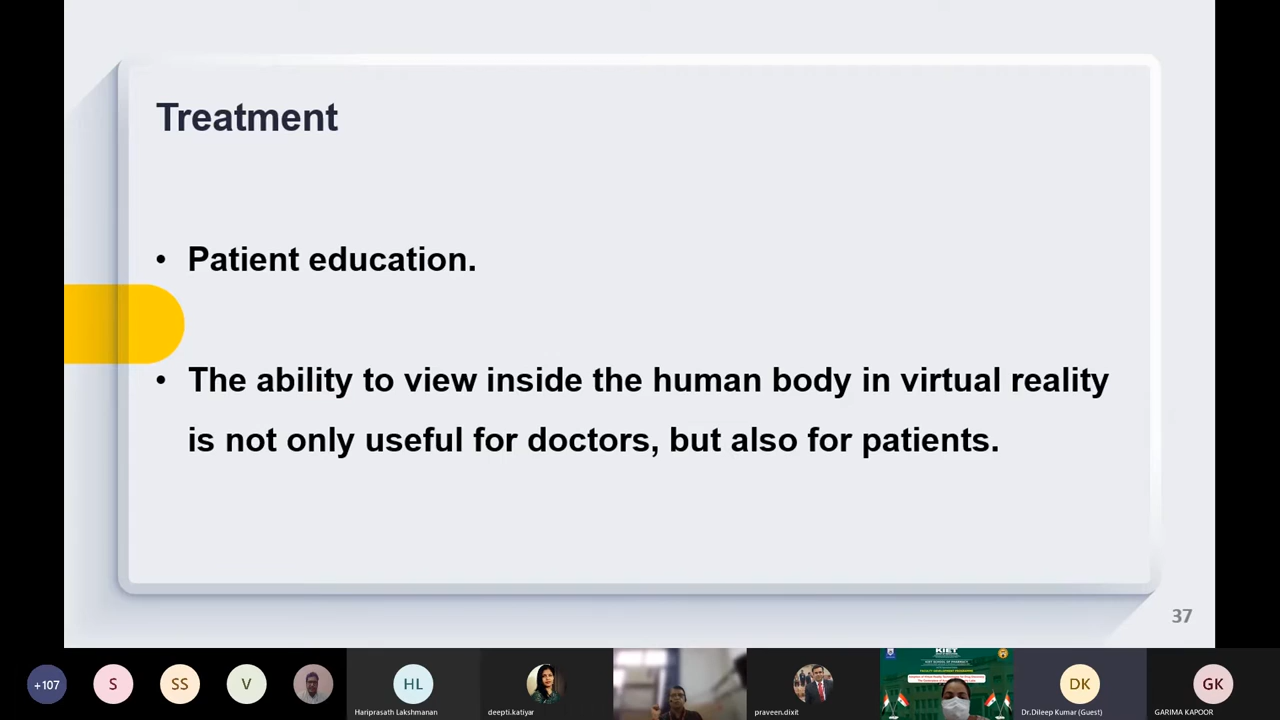 Treatment
• Patient education.
• The ability to view inside the human body in virtual reality
is not only useful for doctors, but also for patients.
37
+107
S
SS
V
HL
Hariprasath Lakshmanan
deepti.katiyar
praveen.dixit
KIET
DK
Dr.Dileep Kumar (Guest)
GK
GARIMA KAPOOR